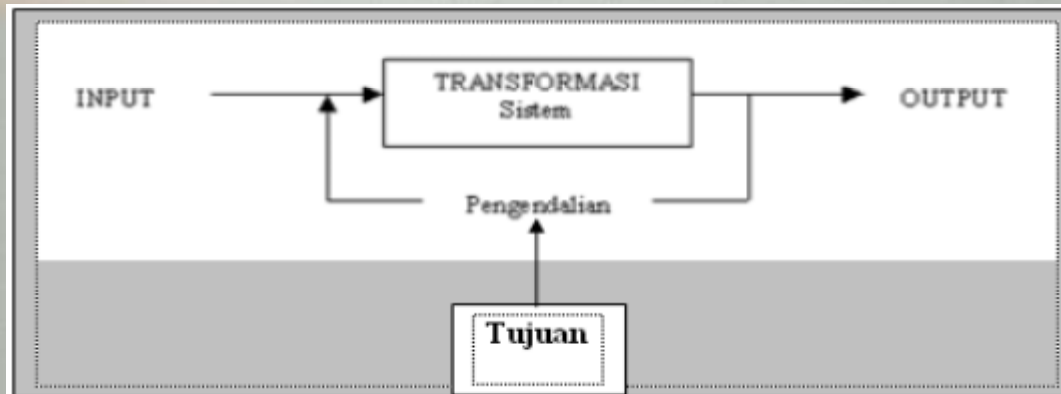 INPUT
TRANSFORMASI
Sistem
OUTPUT
Pengendalian
Tujuan